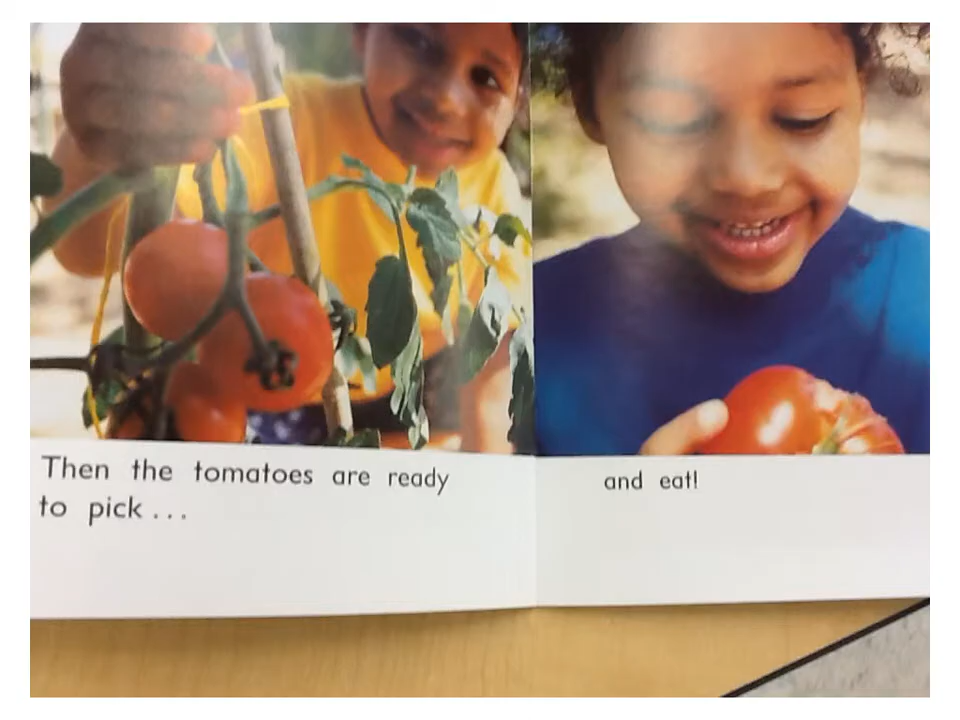 Then the tomatoes are ready
to pick ...
and eat!